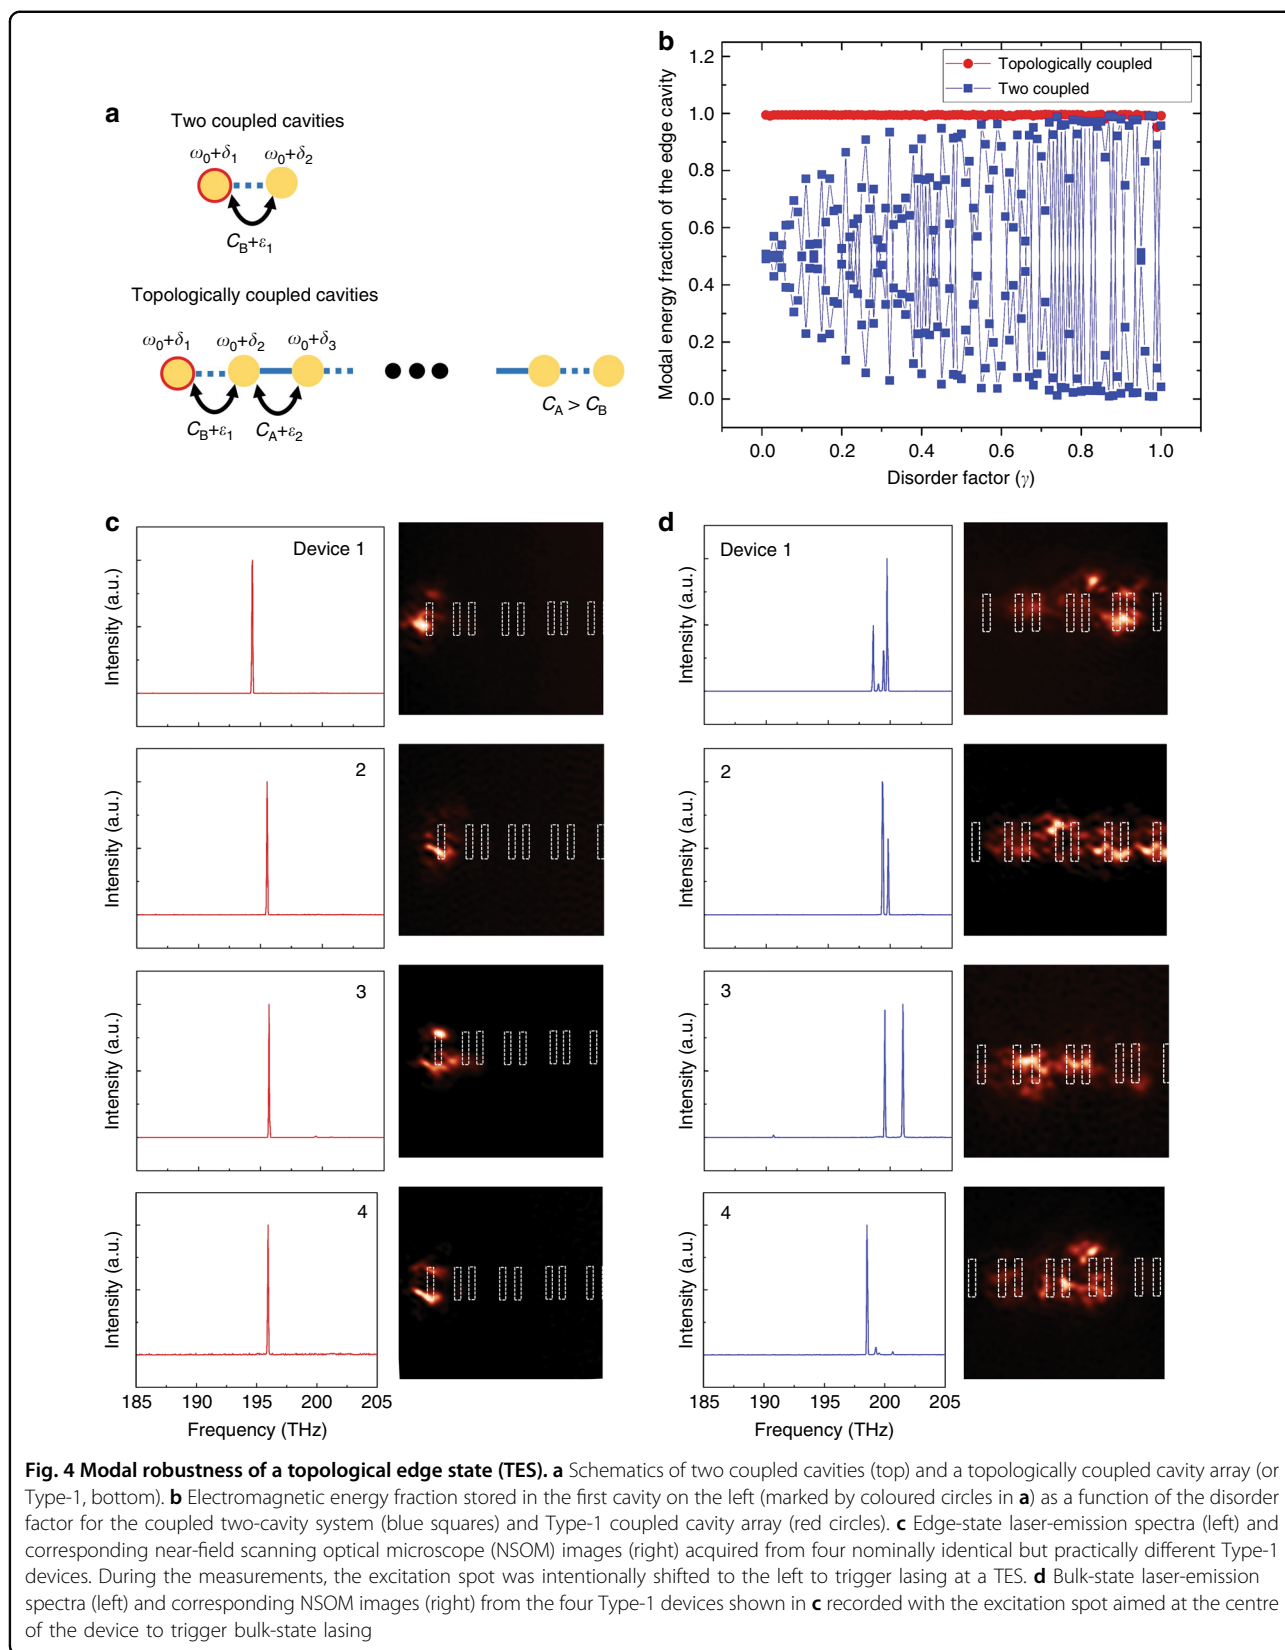 a
Two coupled cavities
ω0+δ1 ω0+δ2
CB+ε1
Topologically coupled cavities
ω0+δ1 ω0+δ2 ω0+δ3
CB+ε1 CA+ε2
CA > CB
b
Modal energy fraction of the edge cavity
1.2
1.0
0.8
0.6
0.4
0.2
0.0
Topologically coupled
Two coupled
0.0 0.2 0.4 0.6 0.8 1.0
Disorder factor (γ)
c
Intensity (a.u.)
Device 1
Intensity (a.u.)
2
Intensity (a.u.)
3
Intensity (a.u.)
4
185 190 195 200 205
Frequency (THz)
d
Intensity (a.u.)
Device 1
Intensity (a.u.)
2
Intensity (a.u.)
3
Intensity (a.u.)
4
185 190 195 200 205
Frequency (THz)
Fig. 4 Modal robustness of a topological edge state (TES). a Schematics of two coupled cavities (top) and a topologically coupled cavity array (or
Type-1, bottom). b Electromagnetic energy fraction stored in the first cavity on the left (marked by coloured circles in a) as a function of the disorder
factor for the coupled two-cavity system (blue squares) and Type-1 coupled cavity array (red circles). c Edge-state laser-emission spectra (left) and
corresponding near-field scanning optical microscope (NSOM) images (right) acquired from four nominally identical but practically different Type-1
devices. During the measurements, the excitation spot was intentionally shifted to the left to trigger lasing at a TES. d Bulk-state laser-emission
spectra (left) and corresponding NSOM images (right) from the four Type-1 devices shown in c recorded with the excitation spot aimed at the centre
of the device to trigger bulk-state lasing